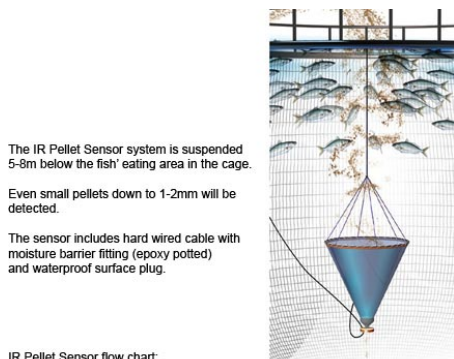 The IR Pellet Sensor system is suspended
5-8m below the fish' eating area in the cage.
Even small pellets down to 1-2mm will be
detected.
The sensor includes hard wired cable with
moisture barrier fitting (epoxy potted)
and waterproof surface plug.
IR Pellet Sensor flow chart: